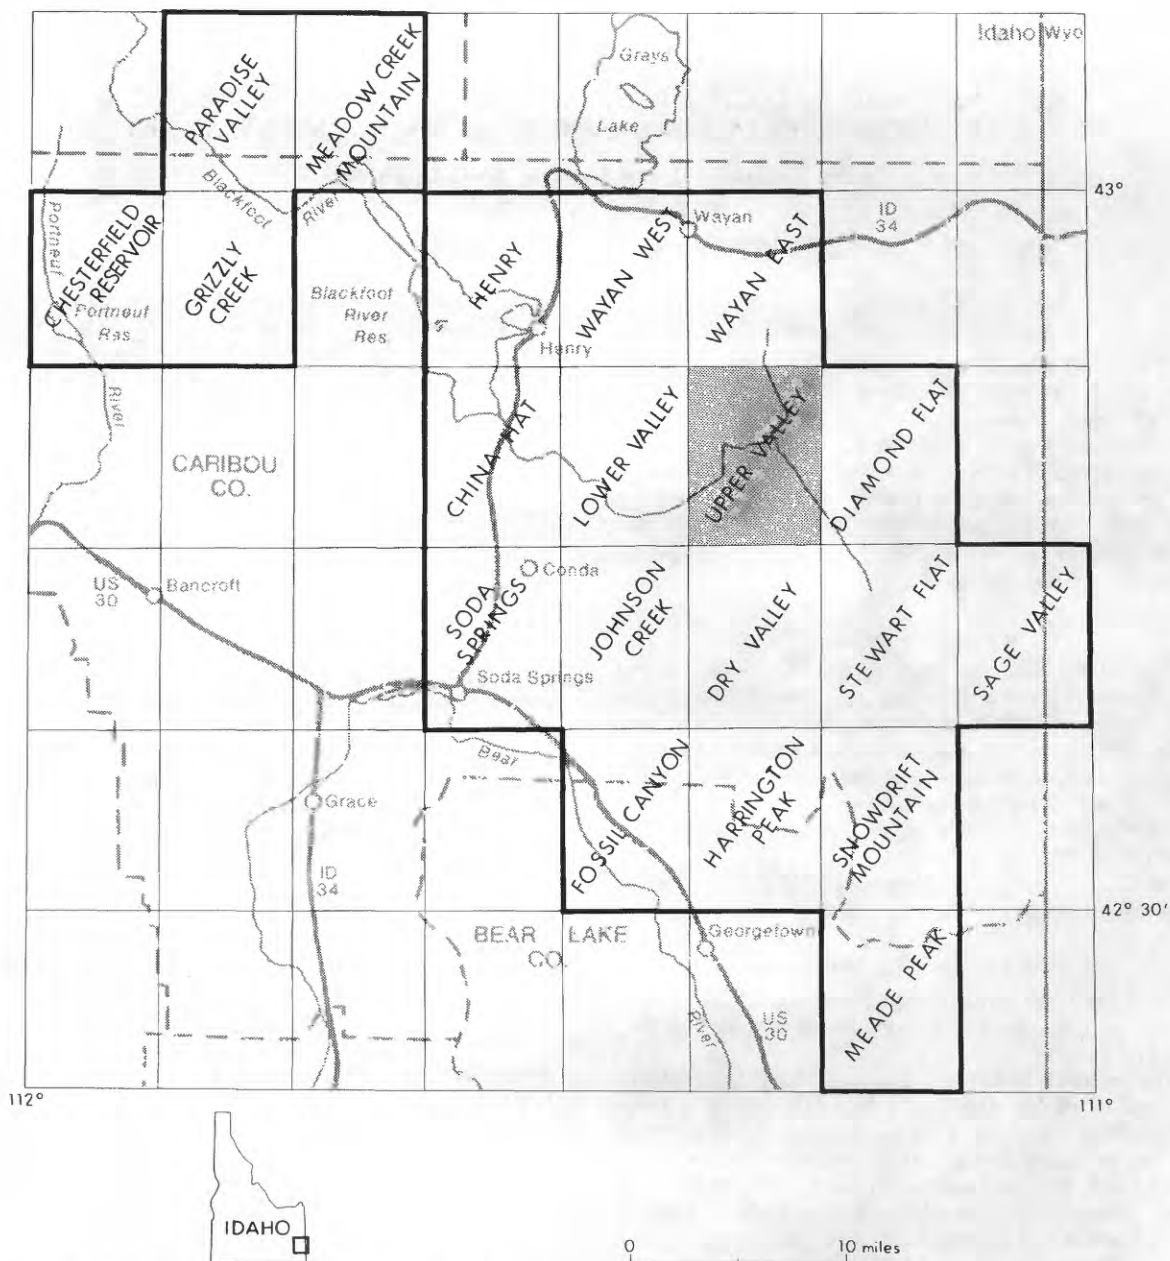 Idaho Wyo
Grays
Lake
PARADISE
VALLEY
MEADOW CREEK
MOUNTAIN
43°
Blackfoot
River
Portneuf
CHESTERFIELD
RESERVOIR
Portneuf
Res.
River
GRIZZLY
CREEK
Blackfoot
River
Res.
HENRY
Henry
WAYAN WEST
Wayan
WAYAN EAST
ID
34
CARIBOU
CO.
CHINA HAT
LOWER VALLEY
UPPER VALLEY
DIAMOND FLAT
US
30
Bancroft
Conda
SODA
SPRINGS
Soda Springs
JOHNSON
CREEK
DRY VALLEY
STEWART FLAT
SAGE VALLEY
Bear
Grace
ID
34
FOSSIL CANYON
HARRINGTON
PEAK
SNOWDRIFT
MOUNTAIN
42° 30'
BEAR LAKE
CO.
Georgetown
River
US
30
MEADE PEAK
112°
111°
IDAHO
0 10 miles